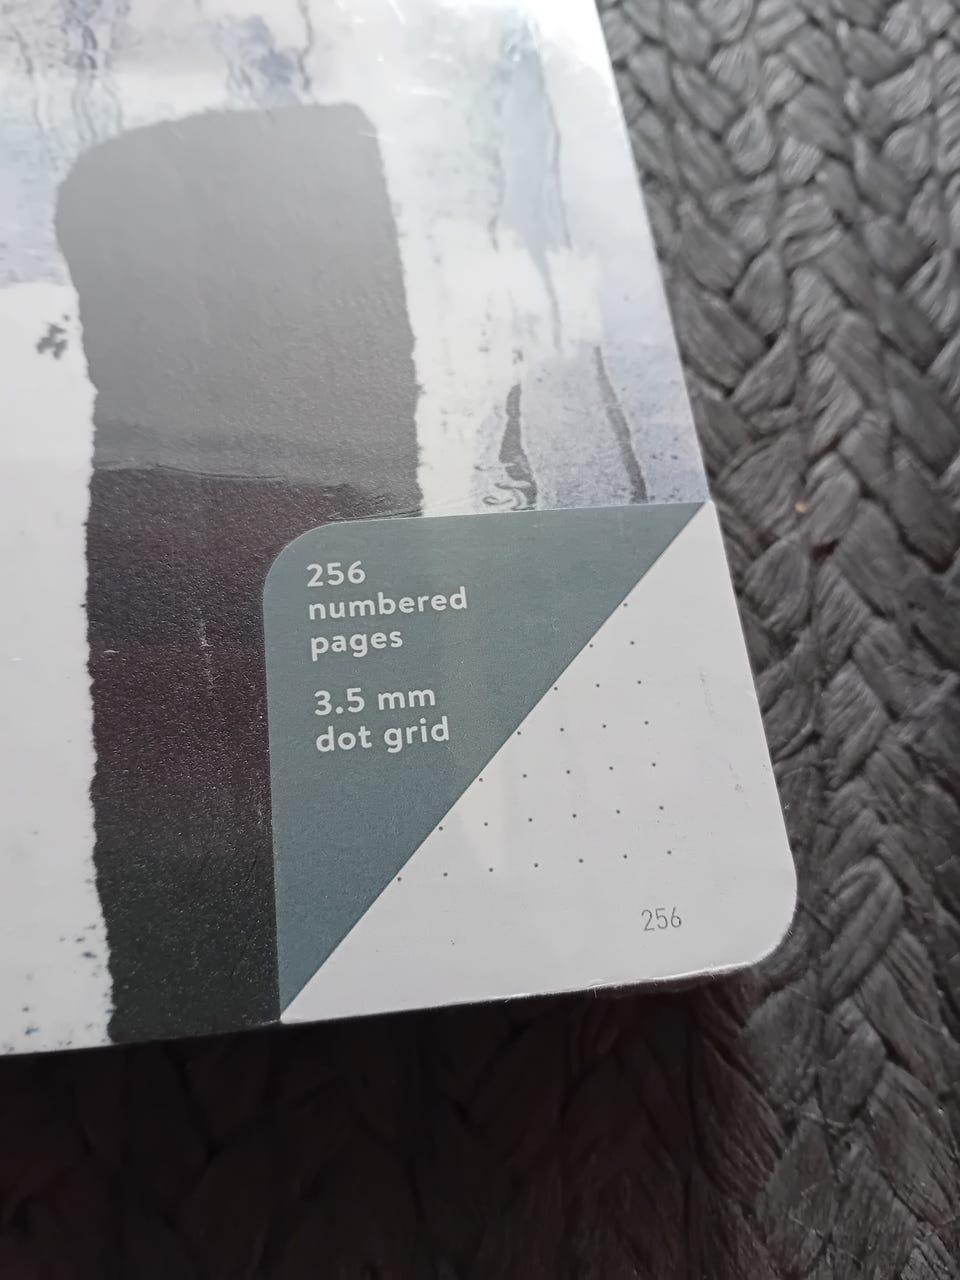 256
numbered
pages
3.5 mm
dot grid
256